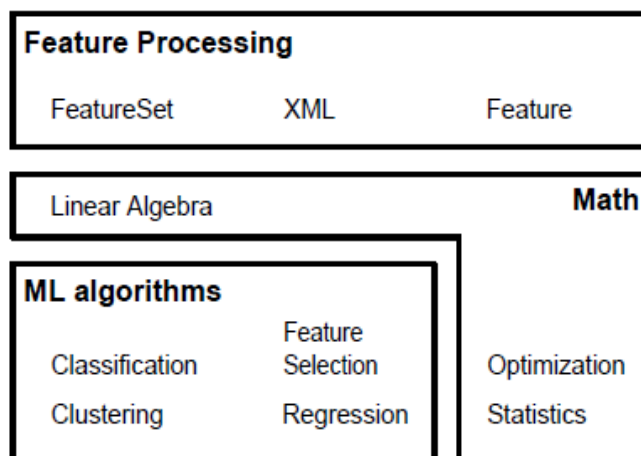 Feature Processing
FeatureSet XML Feature
Linear Algebra Math
ML algorithms
Feature
Classification Selection Optimization
Clustering Regression Statistics